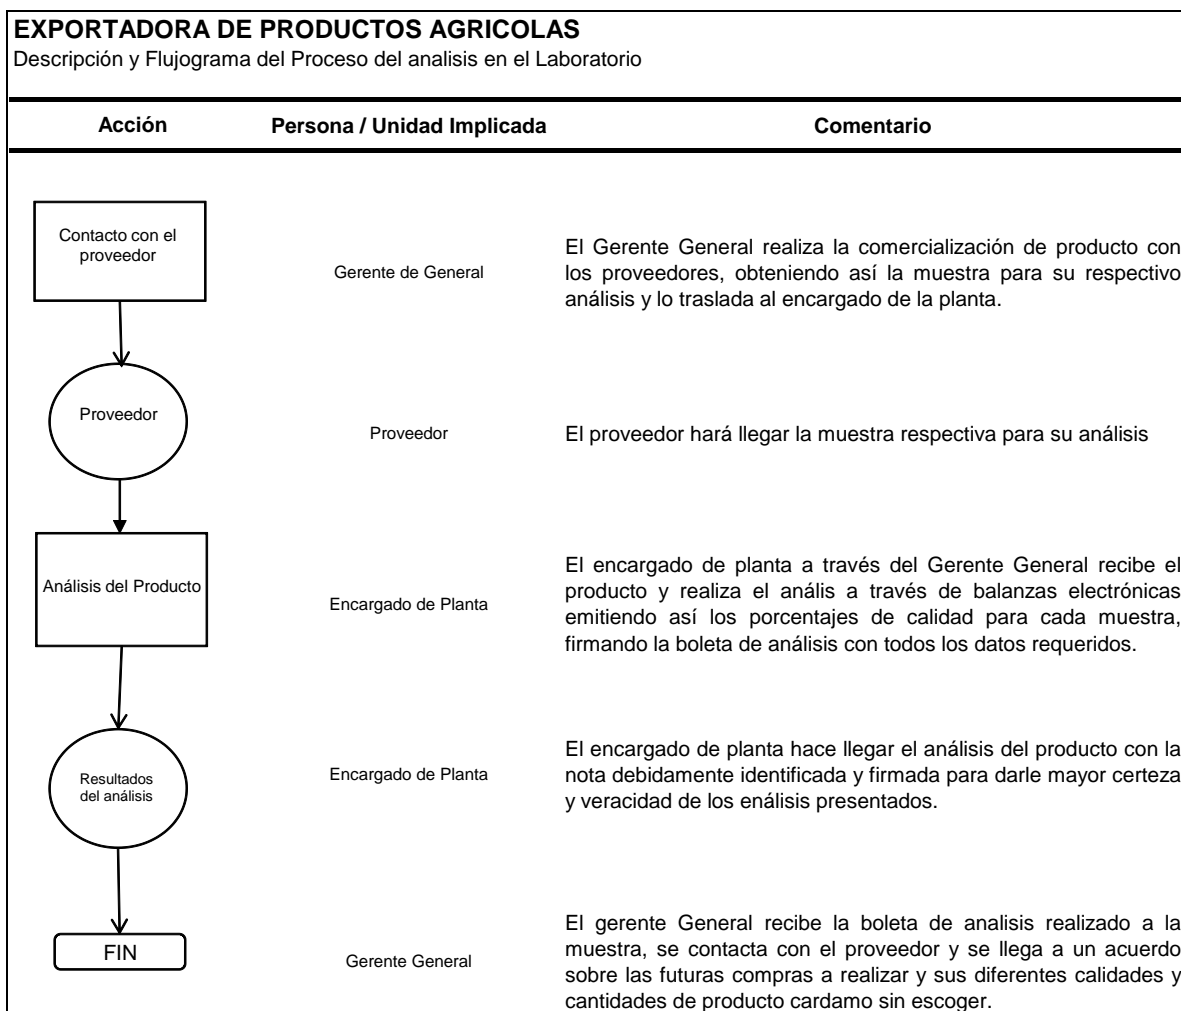 EXPORTADORA DE PRODUCTOS AGRICOLAS
Descripción y Flujograma del Proceso del analisis en el Laboratorio
Acción Persona / Unidad Implicada Comentario
Contacto con el
proveedor
Gerente de General
El Gerente General realiza la comercialización de producto con
los proveedores, obteniendo así la muestra para su respectivo
análisis y lo traslada al encargado de la planta.
Proveedor
Proveedor
El proveedor hará llegar la muestra respectiva para su análisis
Análisis del Producto
Encargado de Planta
El encargado de planta a través del Gerente General recibe el
producto y realiza el anális a través de balanzas electrónicas
emitiendo así los porcentajes de calidad para cada muestra,
firmando la boleta de análisis con todos los datos requeridos.
Resultados
del análisis
Encargado de Planta
El encargado de planta hace llegar el análisis del producto con la
nota debidamente identificada y firmada para darle mayor certeza
y veracidad de los enálisis presentados.
FIN
Gerente General
El gerente General recibe la boleta de analisis realizado a la
muestra, se contacta con el proveedor y se llega a un acuerdo
sobre las futuras compras a realizar y sus diferentes calidades y
cantidades de producto cardamo sin escoger.